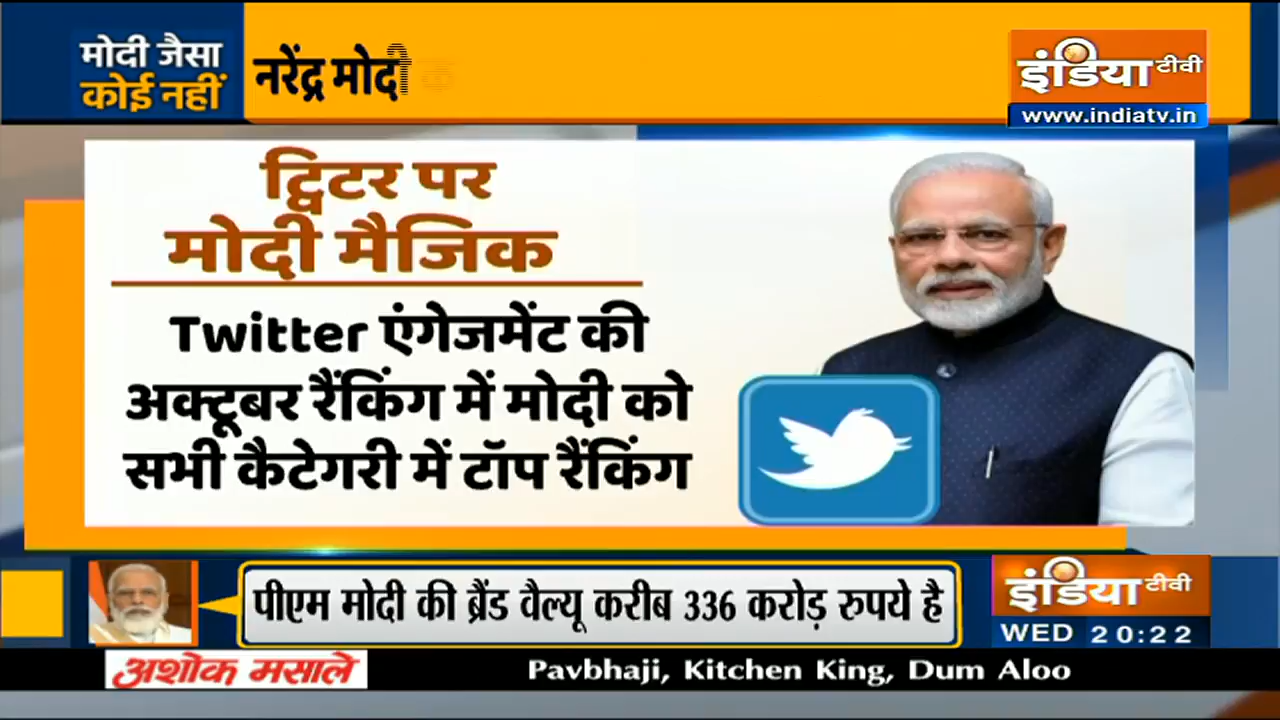 मोदी जैसा
कोई नहीं
नरेंद्र मोदी
इंडिया टीवी
www.indiatv.in
ट्विटर पर
मोदी मैजिक
Twitter एंगेजमेंट की
अक्टूबर रैंकिंग में मोदी को
सभी कैटेगरी में टॉप रैंकिंग
पीएम मोदी की ब्रैंड वैल्यू करीब 336 करोड़ रुपये है
इंडिया टीवी
WED 20:22
अशोक मसाले
Pavbhaji, Kitchen King, Dum Aloo